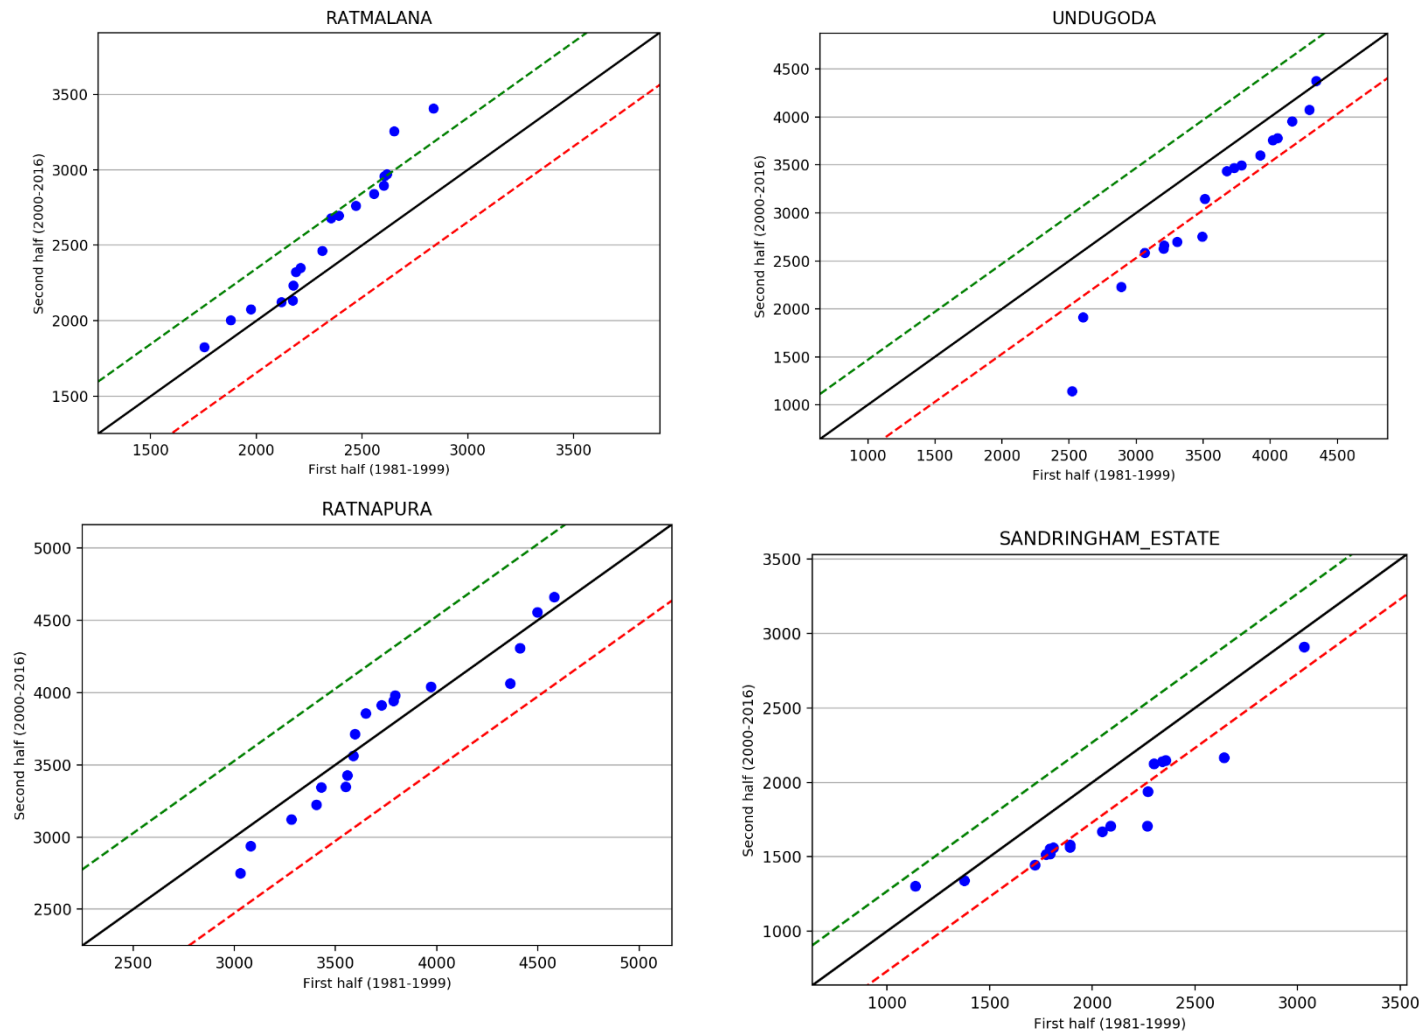 RATMALANA
3500
3000
2500
2000
1500
Second half (2000-2016)
1500 2000 2500 3000 3500
First half (1981-1999)
UNDUGODA
4500
4000
3500
3000
2500
2000
1500
1000
Second half (2000-2016)
1000 1500 2000 2500 3000 3500 4000 4500
First half (1981-1999)
RATNAPURA
5000
4500
4000
3500
3000
2500
Second half (2000-2016)
2500 3000 3500 4000 4500 5000
First half (1981-1999)
SANDRINGHAM_ESTATE
3500
3000
2500
2000
1500
1000
Second half (2000-2016)
1000 1500 2000 2500 3000 3500
First half (1981-1999)